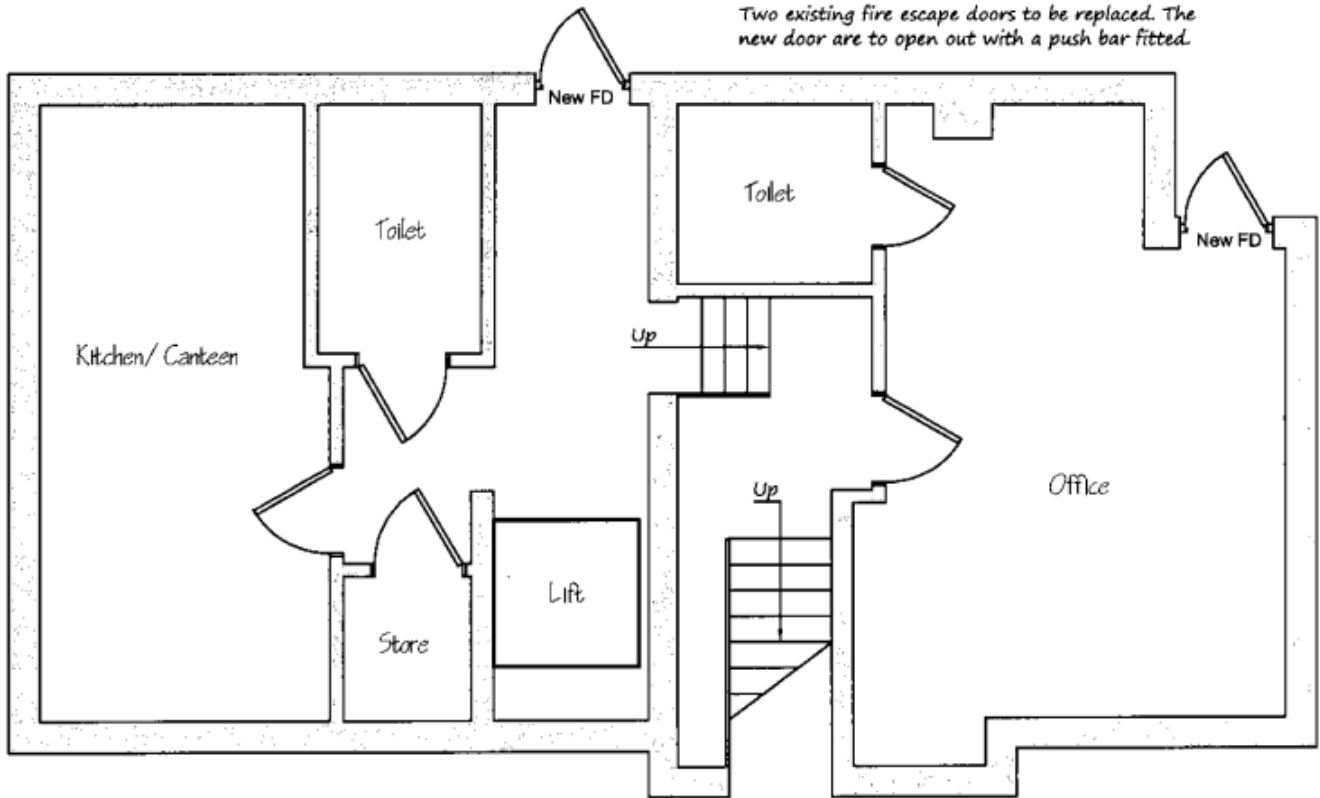 Two existing fire escape doors to be replaced. The
new door are to open out with a push bar fitted.
New FD
Toilet
Toilet
New FD
Up
Kitchen/ Canteen
Up
Office
Lift
Store